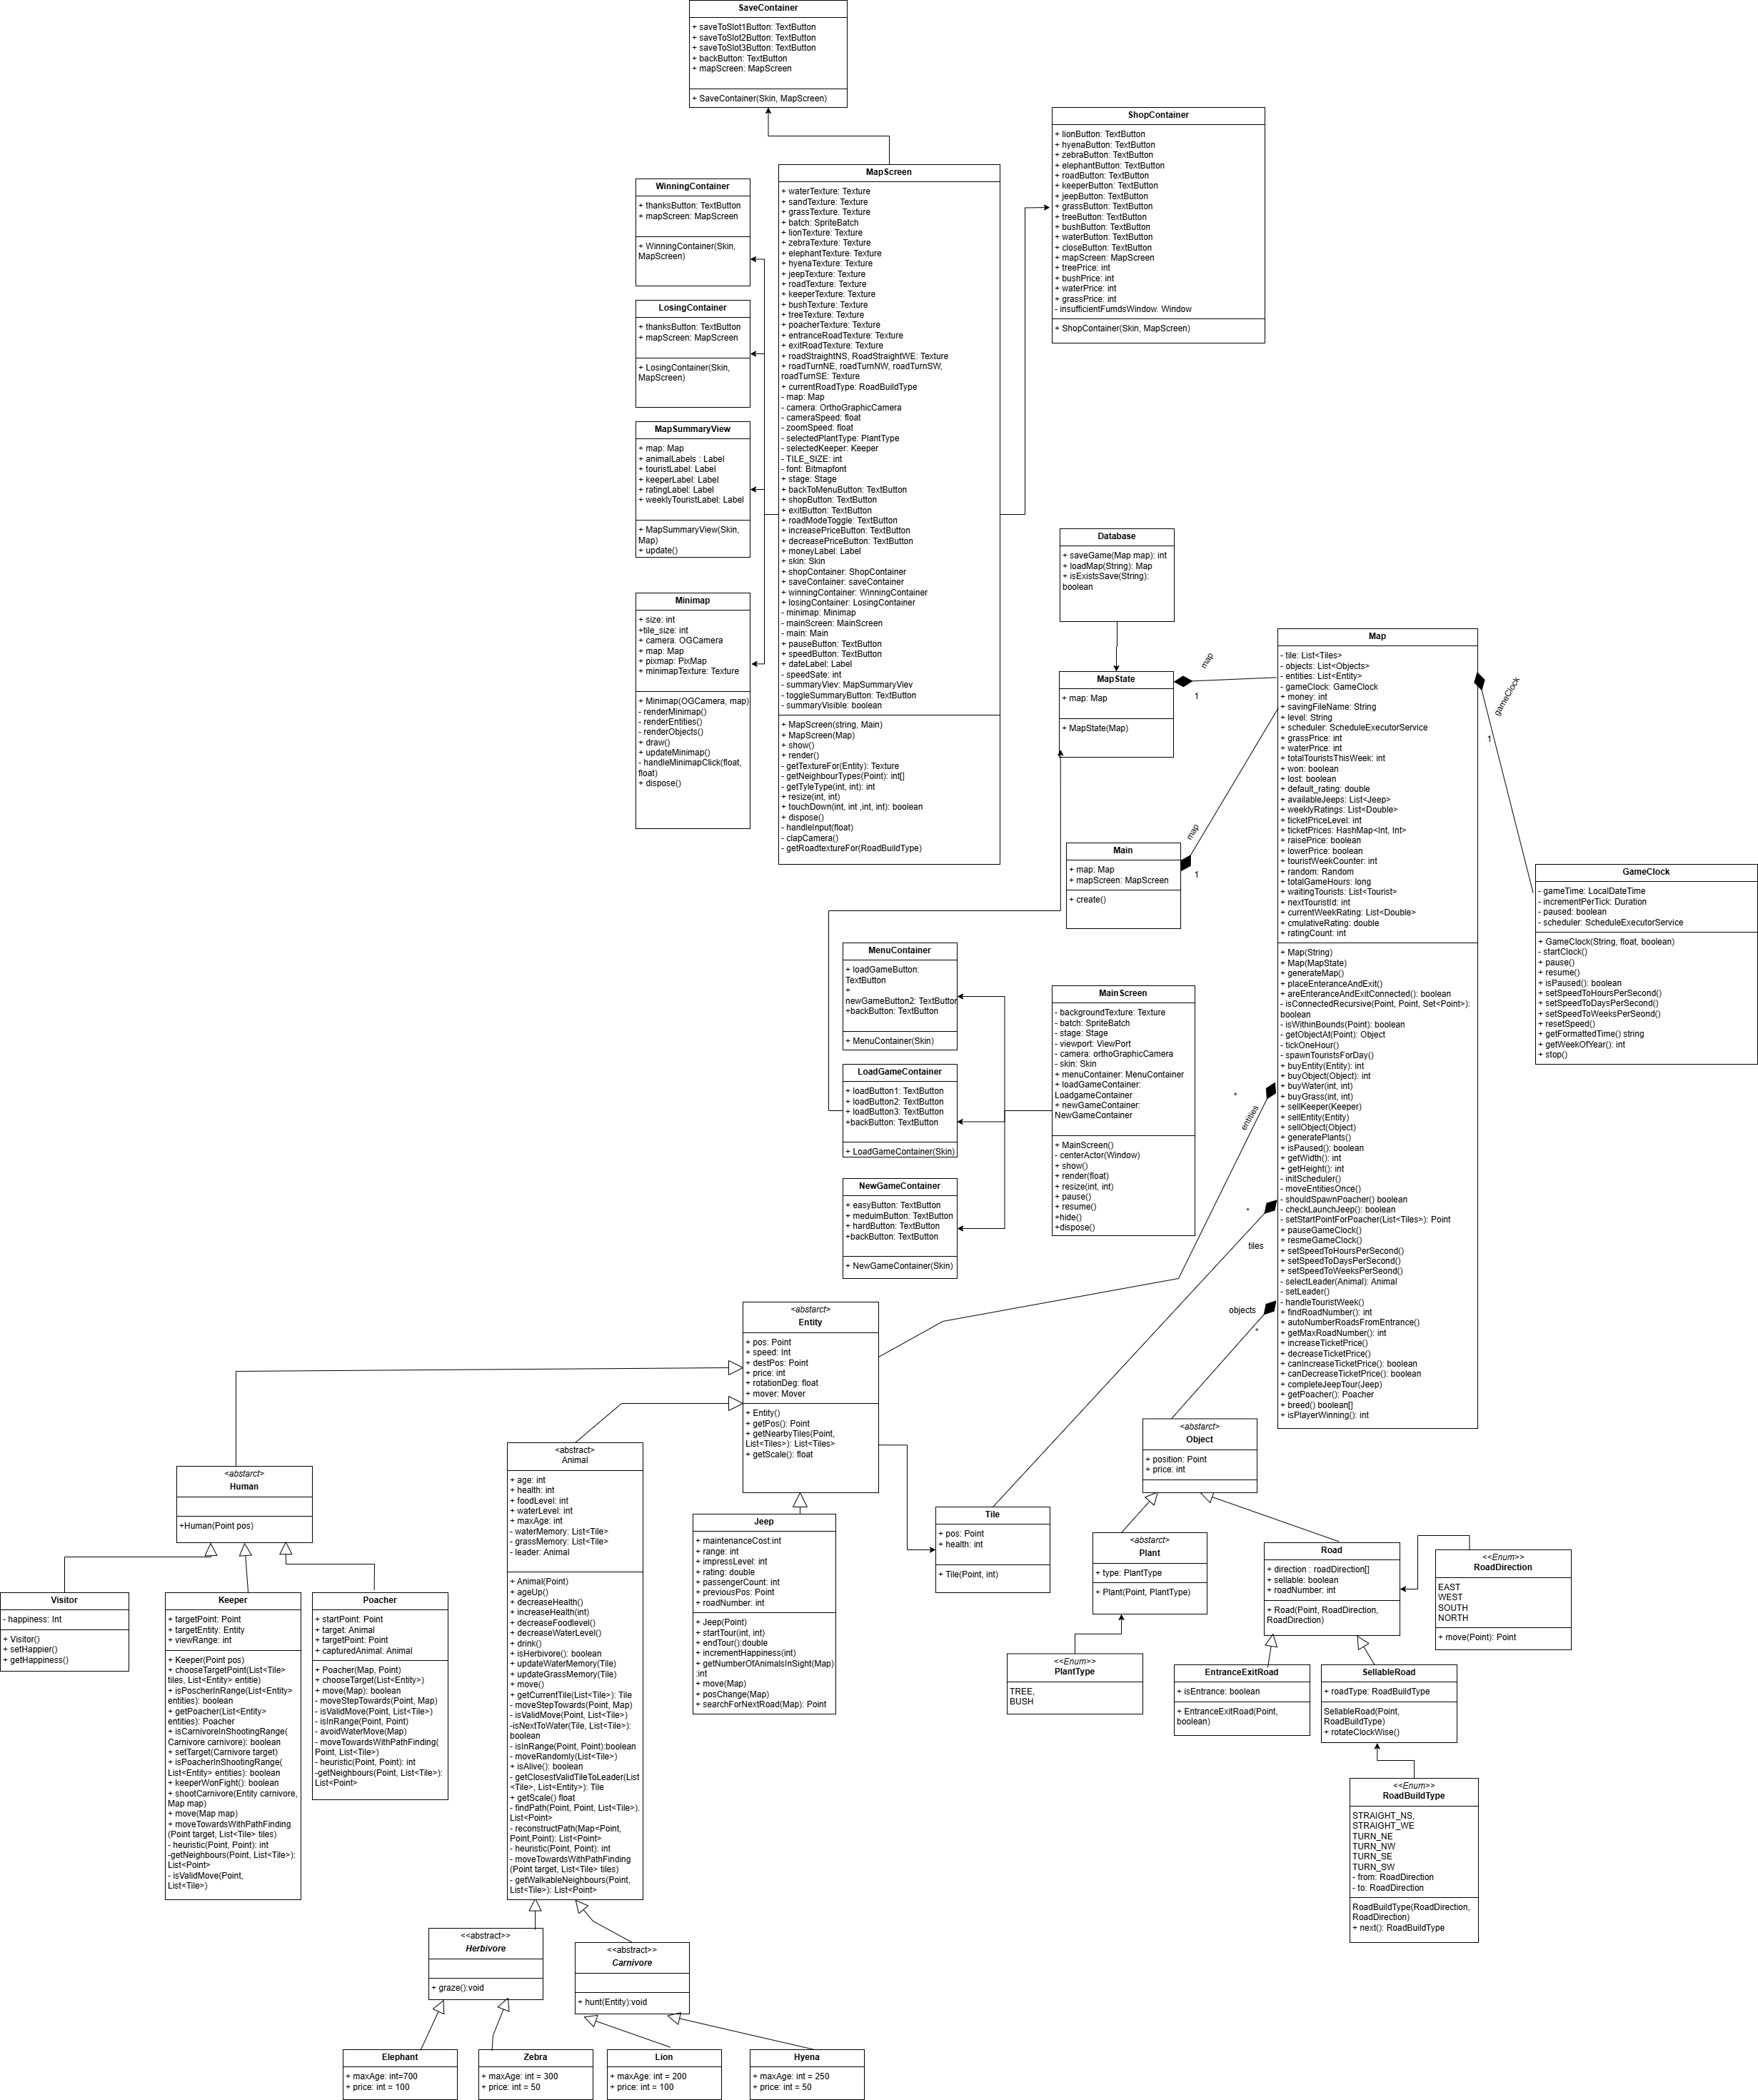 SaveContainer
+ saveToSlot1Button: TextButton
+ saveToSlot2Button: TextButton
+ saveToSlot3Button: TextButton
+ backButton: TextButton
+ mapScreen: MapScreen
+ SaveContainer(Skin, MapScreen)
ShopContainer
+ lionButton: TextButton
+ hyenaButton: TextButton
+ zebraButton: TextButton
+ elephantButton: TextButton
+ roadButton: TextButton
+ keeperButton: TextButton
+ jeepButton: TextButton
+ grassButton: TextButton
+ treeButton: TextButton
+ bushButton: TextButton
+ waterButton: TextButton
+ closeButton: TextButton
+ mapScreen: MapScreen
+ treePrice: int
+ bushPrice: int
+ waterPrice: int
+ grassPrice: int
- insufficientFumdsWindow. Window
+ ShopContainer(Skin, MapScreen)
WinningContainer
+ thanksButton: TextButton
+ mapScreen: MapScreen
+ WinningContainer(Skin,
MapScreen)
LosingContainer
+ thanksButton: TextButton
+ mapScreen: MapScreen
+ LosingContainer(Skin,
MapScreen)
MapSummaryView
+ map: Map
+ animalLabels : Label
+ touristLabel: Label
+ keeperLabel: Label
+ ratingLabel: Label
+ weeklyTouristLabel: Label
+ MapSummaryView(Skin,
Map)
+ update()
Minimap
+ size: int
+tile_size: int
+ camera. OGCamera
+ map: Map
+ pixmap: PixMap
+ minimapTexture: Texture
+ Minimap(OGCamera, map)
- renderMinimap()
- renderEntities()
- renderObjects()
+ draw()
+ updateMinimap()
- handleMinimapClick(float,
float)
+ dispose()
MapScreen
+ waterTexture: Texture
+ sandTexture: Texture
+ grassTexture. Texture
+ batch: SpriteBatch
+ lionTexture: Texture
+ zebraTexture: Texture
+ elephantTexture: Texture
+ hyenaTexture: Texture
+ jeepTexture: Texture
+ roadTexture: Texture
+ keeperTexture: Texture
+ bushTexture: Texture
+ treeTexture: Texture
+ poacherTexture: Texture
+ entranceRoadTexture: Texture
+ exitRoadTexture: Texture
+ roadStraightNS, RoadStraightWE: Texture
+ roadTurnNE, roadTurnNW, roadTurnSW,
roadTurnSE: Texture
+ currentRoadType: RoadBuildType
- map: Map
- camera: OrthoGraphicCamera
- cameraSpeed: float
- zoomSpeed: float
- selectedPlantType: PlantType
- selectedKeeper: Keeper
- TILE_SIZE: int
- font: Bitmapfont
+ stage: Stage
+ backToMenuButton: TextButton
+ shopButton: TextButton
+ exitButton: TextButton
+ roadModeToggle: TextButton
+ increasePriceButton: TextButton
+ decreasePriceButton: TextButton
+ moneyLabel: Label
+ skin: Skin
+ shopContainer: ShopContainer
+ saveContainer: saveContainer
+ winningContainer: WinningContainer
+ losingContainer: LosingContainer
- minimap: Minimap
- mainScreen: MainScreen
- main: Main
+ pauseButton: TextButton
+ speedButton: TextButton
+ dateLabel: Label
- speedSate: int
- summaryViev: MapSummaryViev
- toggleSummaryButton: TextButton
- summaryVisible: boolean
+ MapScreen(string, Main)
+ MapScreen(Map)
+ show()
+ render()
- getTextureFor(Entity): Texture
- getNeighbourTypes(Point): int[]
- getTyleType(int, int): int
+ resize(int, int)
+ touchDown(int, int ,int, int): boolean
+ dispose()
- handleInput(float)
- clapCamera()
- getRoadtextureFor(RoadBuildType)
Database
+ saveGame(Map map): int
+ loadMap(String): Map
+ isExistsSave(String):
boolean
MapState
+ map: Map
+ MapState(Map)
map
1
Main
+ map: Map
+ mapScreen: MapScreen
+ create()
map
1
Map
- tile: List<Tiles>
- objects: List<Objects>
- entities: List<Entity>
- gameClock: GameClock
+ money: int
+ savingFileName: String
+ level: String
+ scheduler: ScheduleExecutorService
+ grassPrice: int
+ waterPrice: int
+ totalTouristsThisWeek: int
+ won: boolean
+ lost: boolean
+ default_rating: double
+ availableJeeps: List<Jeep>
+ weeklyRatings: List<Double>
+ ticketPriceLevel: int
+ ticketPrices: HashMap<Int, Int>
+ raisePrice: boolean
+ lowerPrice: boolean
+ touristWeekCounter: int
+ random: Random
+ totalGameHours: long
+ waitingTourists: List<Tourist>
+ nextTouristId: int
+ currentWeekRating: List<Double>
+ cmulativeRating: double
+ ratingCount: int
+ Map(String)
+ Map(MapState)
+ generateMap()
+ placeEnteranceAndExit()
+ areEnteranceAndExitConnected(): boolean
- isConnectedRecursive(Point, Point, Set<Point>):
boolean
- isWithinBounds(Point): boolean
- getObjectAt(Point): Object
- tickOneHour()
- spawnTouristsForDay()
+ buyEntity(Entity): int
+ buyObject(Object): int
+ buyWater(int, int)
+ buyGrass(int, int)
+ sellKeeper(Keeper)
+ sellEntity(Entity)
+ sellObject(Object)
+ generatePlants()
+ isPaused(): boolean
+ getWidth(): int
+ getHeight(): int
- initScheduler()
- moveEntitiesOnce()
- shouldSpawnPoacher() boolean
- checkLaunchJeep(): boolean
- setStartPointForPoacher(List<Tiles>): Point
+ pauseGameClock()
+ resmeGameClock()
+ setSpeedToHoursPerSecond()
+ setSpeedToDaysPerSecond()
+ setSpeedToWeeksPerSeond()
- selectLeader(Animal): Animal
- setLeader()
- handleTouristWeek()
+ findRoadNumber(): int
+ autoNumberRoadsFromEntrance()
+ getMaxRoadNumber(): int
+ increaseTicketPrice()
+ decreaseTicketPrice()
+ canIncreaseTicketPrice(): boolean
+ canDecreaseTicketPrice(): boolean
+ completeJeepTour(Jeep)
+ getPoacher(): Poacher
+ breed() boolean[]
+ isPlayerWinning(): int
gameClock
1
GameClock
- gameTime: LocalDateTime
- incrementPerTick: Duration
- paused: boolean
- scheduler: ScheduleExecutorService
+ GameClock(String, float, boolean)
- startClock()
+ pause()
+ resume()
+ isPaused(): boolean
+ setSpeedToHoursPerSecond()
+ setSpeedToDaysPerSecond()
+ setSpeedToWeeksPerSeond()
+ resetSpeed()
+ getFormattedTime() string
+ getWeekOfYear(): int
+ stop()
MenuContainer
+ loadGameButton:
TextButton
+
newGameButton2: TextButton
+backButton: TextButton
+ MenuContainer(Skin)
LoadGameContainer
+ loadButton1: TextButton
+ loadButton2: TextButton
+ loadButton3: TextButton
+backButton: TextButton
+ LoadGameContainer(Skin)
NewGameContainer
+ easyButton: TextButton
+ meduimButton: TextButton
+ hardButton: TextButton
+backButton: TextButton
+ NewGameContainer(Skin)
MainScreen
- backgroundTexture: Texture
- batch: SpriteBatch
- stage: Stage
- viewport: ViewPort
- camera: orthoGraphicCamera
- skin: Skin
+ menuContainer: MenuContainer
+ loadGameContainer:
LoadgameContainer
+ newGameContainer:
NewGameContainer
+ MainScreen()
- centerActor(Window)
+ show()
+ render(float)
+ resize(int, int)
+ pause()
+ resume()
+hide()
+dispose()
*
entities
*
tiles
objects
*
<abstarct>
Entity
+ pos: Point
+ speed: Int
+ destPos: Point
+ price: int
+ rotationDeg: float
+ mover: Mover
+ Entity()
+ getPos(): Point
+ getNearbyTiles(Point,
List<Tiles>): List<Tiles>
+ getScale(): float
<abstarct>
Human
+Human(Point pos)
<abstract>
Animal
+ age: int
+ health: int
+ foodLevel: int
+ waterLevel: int
+ maxAge: int
- waterMemory: List<Tile>
- grassMemory: List<Tile>
- leader: Animal
+ Animal(Point)
+ ageUp()
+ decreaseHealth()
+ increaseHealth(int)
+ decreaseFoodlevel()
+ decreaseWaterLevel()
+ drink()
+ isHerbivore(): boolean
+ updateWaterMemory(Tile)
+ updateGrassMemory(Tile)
+ move()
+ getCurrentTile(List<Tile>): Tile
- moveStepTowards(Point, Map)
- isValidMove(Point, List<Tile>)
-isNextToWater(Tile, List<Tile>):
boolean
- isInRange(Point, Point):boolean
- moveRandomly(List<Tile>)
+ isAlive(): boolean
- getClosestValidTileToLeader(List
<Tile>, List<Entity>): Tile
+ getScale() float
- findPath(Point, Point, List<Tile>).
List<Point>
- reconstructPath(Map<Point,
Point,Point): List<Point>
- heuristic(Point, Point): int
- moveTowardsWithPathFinding
(Point target, List<Tile> tiles)
- getWalkableNeighbours(Point,
List<Tile>): List<Point>
Jeep
+ maintenanceCost:int
+ range: int
+ impressLevel: int
+ rating: double
+ passengerCount: int
+ previousPos: Point
+ roadNumber: int
+ Jeep(Point)
+ startTour(int, int)
+ endTour():double
+ incrementHappiness(int)
+ getNumberOfAnimalsInSight(Map)
:int
+ move(Map)
+ posChange(Map)
+ searchForNextRoad(Map): Point
Tile
+ pos: Point
+ health: int
+ Tile(Point, int)
<abstarct>
Object
+ position: Point
+ price: int
<abstarct>
Plant
+ type: PlantType
+ Plant(Point, PlantType)
<<Enum>>
PlantType
TREE,
BUSH
Road
+ direction : roadDirection[]
+ sellable: boolean
+ roadNumber: int
+ Road(Point, RoadDirection,
RoadDirection)
<<Enum>>
RoadDirection
EAST
WEST
SOUTH
NORTH
+ move(Point): Point
EntranceExitRoad
+ isEntrance: boolean
+ EntranceExitRoad(Point,
boolean)
SellableRoad
+ roadType: RoadBuildType
SellableRoad(Point,
RoadBuildType)
+ rotateClockWise()
<<Enum>>
RoadBuildType
STRAIGHT_NS,
STRAIGHT_WE
TURN_NE
TURN_NW
TURN_SE
TURN_SW
- from: RoadDirection
- to: RoadDirection
RoadBuildType(RoadDirection,
RoadDirection)
+ next(): RoadBuildType
Visitor
- happiness: Int
+ Visitor()
+ setHappier()
+ getHappiness()
Keeper
+ targetPoint: Point
+ targetEntity: Entity
+ viewRange: int
+ Keeper(Point pos)
+ chooseTargetPoint(List<Tile>
tiles, List<Entity> entitie)
+ isPoscherInRange(List<Entity>
entities): boolean
+ getPoacher(List<Entity>
entities): Poacher
+ isCarnivoreInShootingRange(
Carnivore carnivore): boolean
+ setTarget(Carnivore target)
+ isPoacherInShootingRange(
List<Entity> entities): boolean
+ keeperWonFight(): boolean
+ shootCarnivore(Entity carnivore,
Map map)
+ move(Map map)
+ moveTowardsWithPathFinding
(Point target, List<Tile> tiles)
- heuristic(Point, Point): int
-getNeighbours(Point, List<Tile>):
List<Point>
- isValidMove(Point,
List<Tile>)
Poacher
+ startPoint: Point
+ target: Animal
+ targetPoint: Point
+ capturedAnimal: Animal
+ Poacher(Map, Point)
+ chooseTarget(List<Entity>)
+ move(Map): boolean
- moveStepTowards(Point, Map)
- isValidMove(Point, List<Tile>)
- isInRange(Point, Point)
- avoidWaterMove(Map)
- moveTowardsWithPathFinding(
Point, List<Tile>)
- heuristic(Point, Point): int
-getNeighbours(Point, List<Tile>):
List<Point>
<<abstract>>
Herbivore
+ graze():void
<<abstract>>
Carnivore
+ hunt(Entity):void
Elephant
+ maxAge: int=700
+ price: int = 100
Zebra
+ maxAge: int = 300
+ price: int = 50
Lion
+ maxAge: int = 200
+ price: int = 100
Hyena
+ maxAge: int = 250
+ price: int = 50